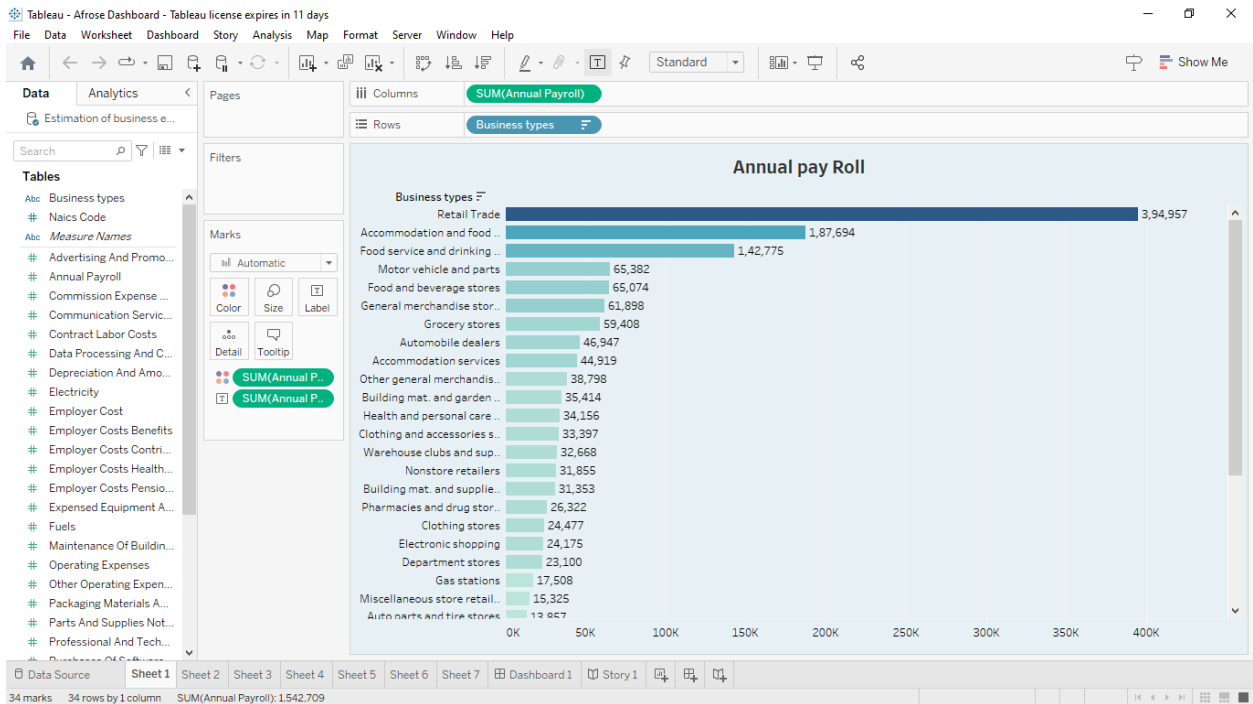 Tableau - Afrose Dashboard - Tableau license expires in 11 days
File Data Worksheet Dashboard Story Analysis Map Format Server Window Help
Standard
Show Me
Data Analytics
Estimation of business e...
Search
Tables
Abc Business types
# Naics Code
Abc Measure Names
# Advertising And Promo...
# Annual Payroll
# Commission Expense ...
# Communication Servic...
# Contract Labor Costs
# Data Processing And C...
# Depreciation And Amo...
# Electricity
# Employer Cost
# Employer Costs Benefits
# Employer Costs Contri...
# Employer Costs Health...
# Employer Costs Pensio...
# Expensed Equipment A...
# Fuels
# Maintenance Of Buildin...
# Operating Expenses
# Other Operating Expen...
# Packaging Materials A...
# Parts And Supplies Not...
# Professional And Tech...
Pages
Filters
Marks
Automatic
Color Size Label
Detail Tooltip
SUM(Annual P..
SUM(Annual P..
Columns SUM(Annual Payroll)
Rows Business types
Annual pay Roll
Business types
Retail Trade 3,94,957
Accommodation and food .. 1,87,694
Food service and drinking .. 1,42,775
Motor vehicle and parts 65,382
Food and beverage stores 65,074
General merchandise stor.. 61,898
Grocery stores 59,408
Automobile dealers 46,947
Accommodation services 44,919
Other general merchandis.. 38,798
Building mat. and garden .. 35,414
Health and personal care .. 34,156
Clothing and accessories s.. 33,397
Warehouse clubs and sup.. 32,668
Nonstore retailers 31,855
Building mat. and supplie.. 31,353
Pharmacies and drug stor.. 26,322
Clothing stores 24,477
Electronic shopping 24,175
Department stores 23,100
Gas stations 17,508
Miscellaneous store retail.. 15,325
Auto parts and tire stores 13,857
0K 50K 100K 150K 200K 250K 300K 350K 400K
Data Source Sheet 1 Sheet 2 Sheet 3 Sheet 4 Sheet 5 Sheet 6 Sheet 7 Dashboard 1 Story 1
34 marks 34 rows by 1 column SUM(Annual Payroll): 1,542,709